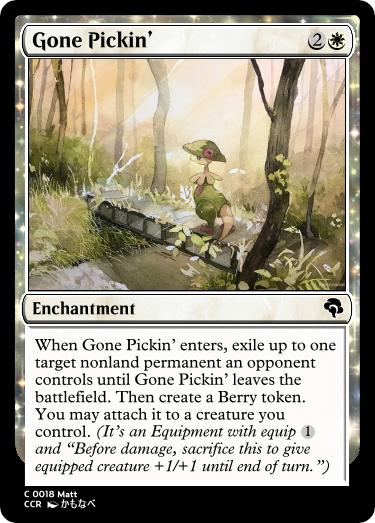 Gone Pickin' 2
Enchantment
When Gone Pickin' enters, exile up to one
target nonland permanent an opponent
controls until Gone Pickin' leaves the
battlefield. Then create a Berry token.
You may attach it to a creature you
control. (It's an Equipment with equip 1
and “Before damage, sacrifice this to give
equipped creature +1/+1 until end of turn.”)
C 0018 Matt
CCR かもなべ